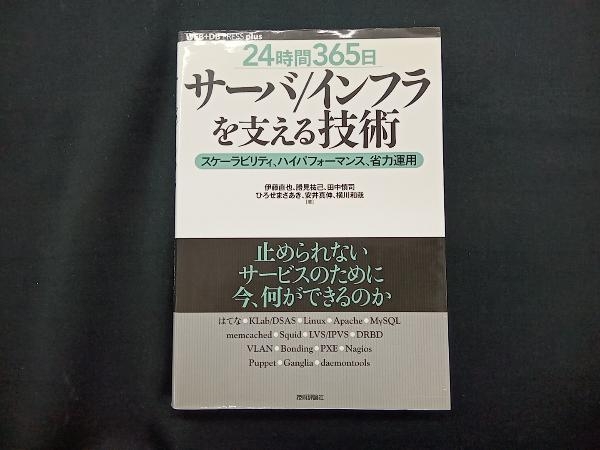 WEB+DB PRESS plus
24時間365日
サーバ/インフラ
を支える技術
スケーラビリティ、ハイパフォーマンス、省力運用
伊藤直也、勝見祐己、田中慎司
ひろせまさあき、安井真伸、横川和哉
[著]
止められない
サービスのために
今、何ができるのか
はてな●KLab/DSAS●Linux●Apache●MySQL
memcached●Squid●LVS/IPVS●DRBD
VLAN●Bonding●PXE●Nagios
Puppet●Ganglia●daemontools
技術評論社